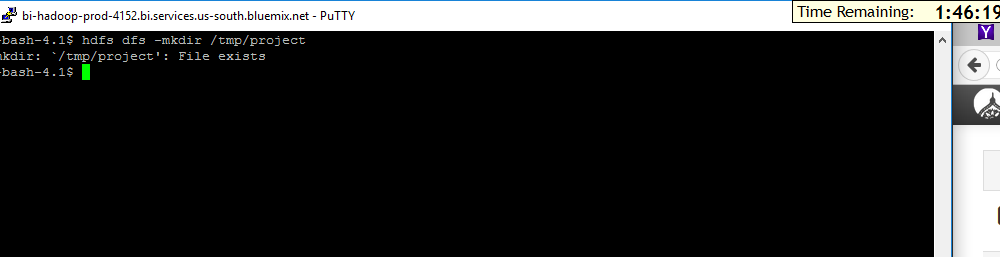 bi-hadoop-prod-4152.bi.services.us-south.bluemix.net - PuTTY
Time Remaining: 1:46:19
-bash-4.1$ hdfs dfs -mkdir /tmp/project
mkdir: `/tmp/project': File exists
-bash-4.1$
Y